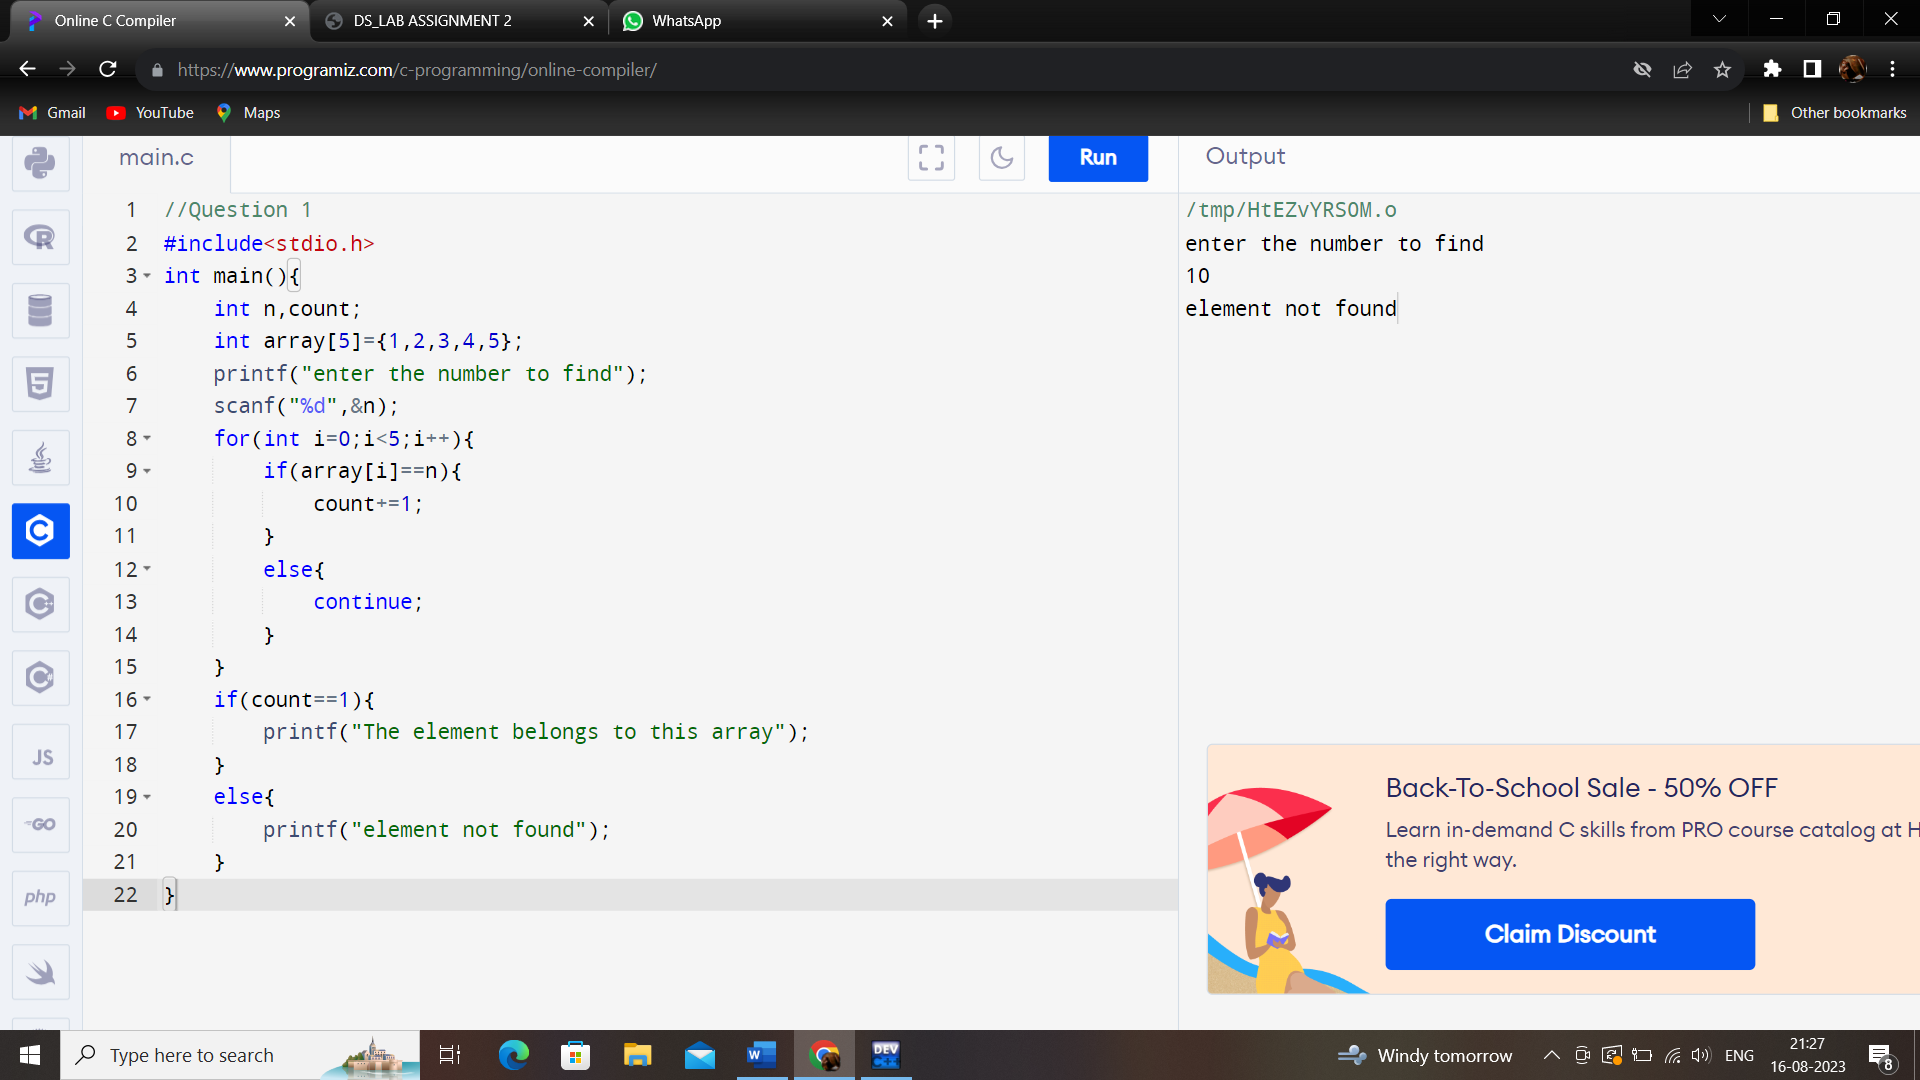 Online C Compiler
DS_LAB ASSIGNMENT 2
WhatsApp
https://www.programiz.com/c-programming/online-compiler/
Gmail
YouTube
Maps
Other bookmarks
main.c
Run
Output
1 //Question 1
2 #include<stdio.h>
3 int main(){
4 int n,count;
5 int array[5]={1,2,3,4,5};
6 printf("enter the number to find");
7 scanf("%d",&n);
8 for(int i=0;i<5;i++){
9 if(array[i]==n){
10 count+=1;
11 }
12 else{
13 continue;
14 }
15 }
16 if(count==1){
17 printf("The element belongs to this array");
18 }
19 else{
20 printf("element not found");
21 }
22 }
/tmp/HtEZvYRSOM.o
enter the number to find
10
element not found
R
5
C
C
C#
JS
GO
php
Back-To-School Sale - 50% OFF
Learn in-demand C skills from PRO course catalog at H
the right way.
Claim Discount
Type here to search
W
DEV
C++
Windy tomorrow
ENG
21:27
16-08-2023
8